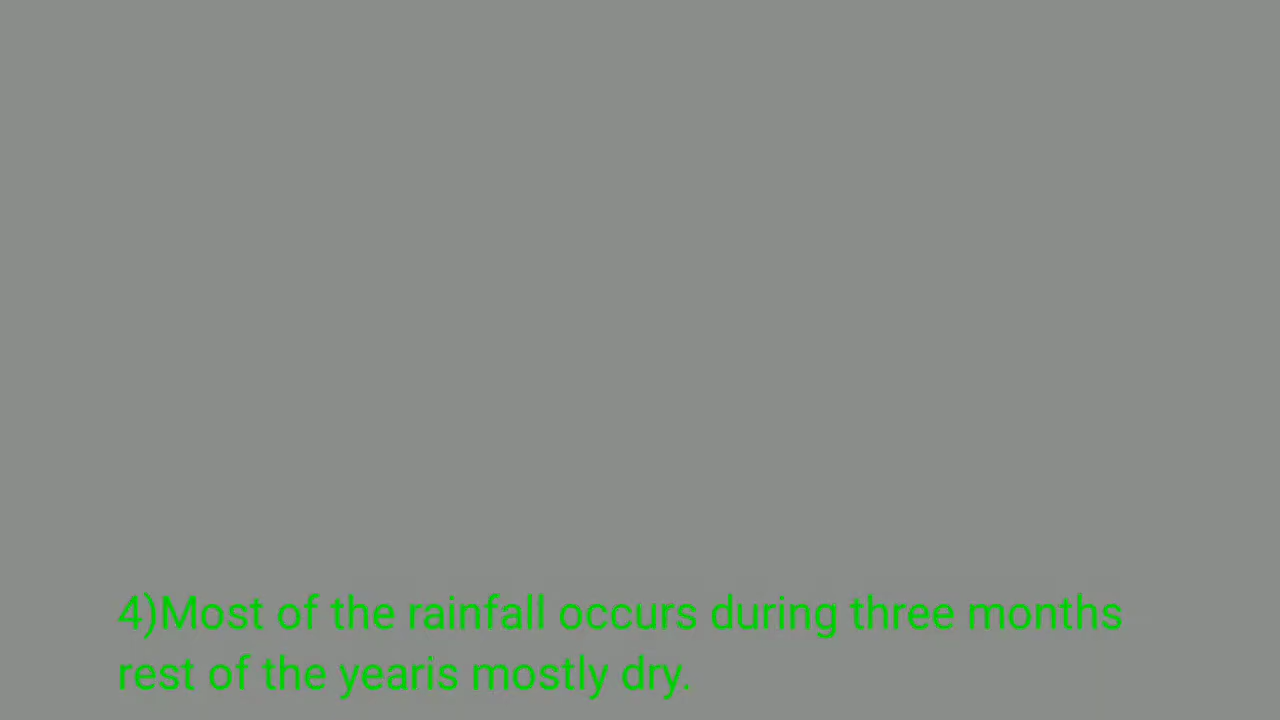 4)Most of the rainfall occurs during three months
rest of the yearis mostly dry.